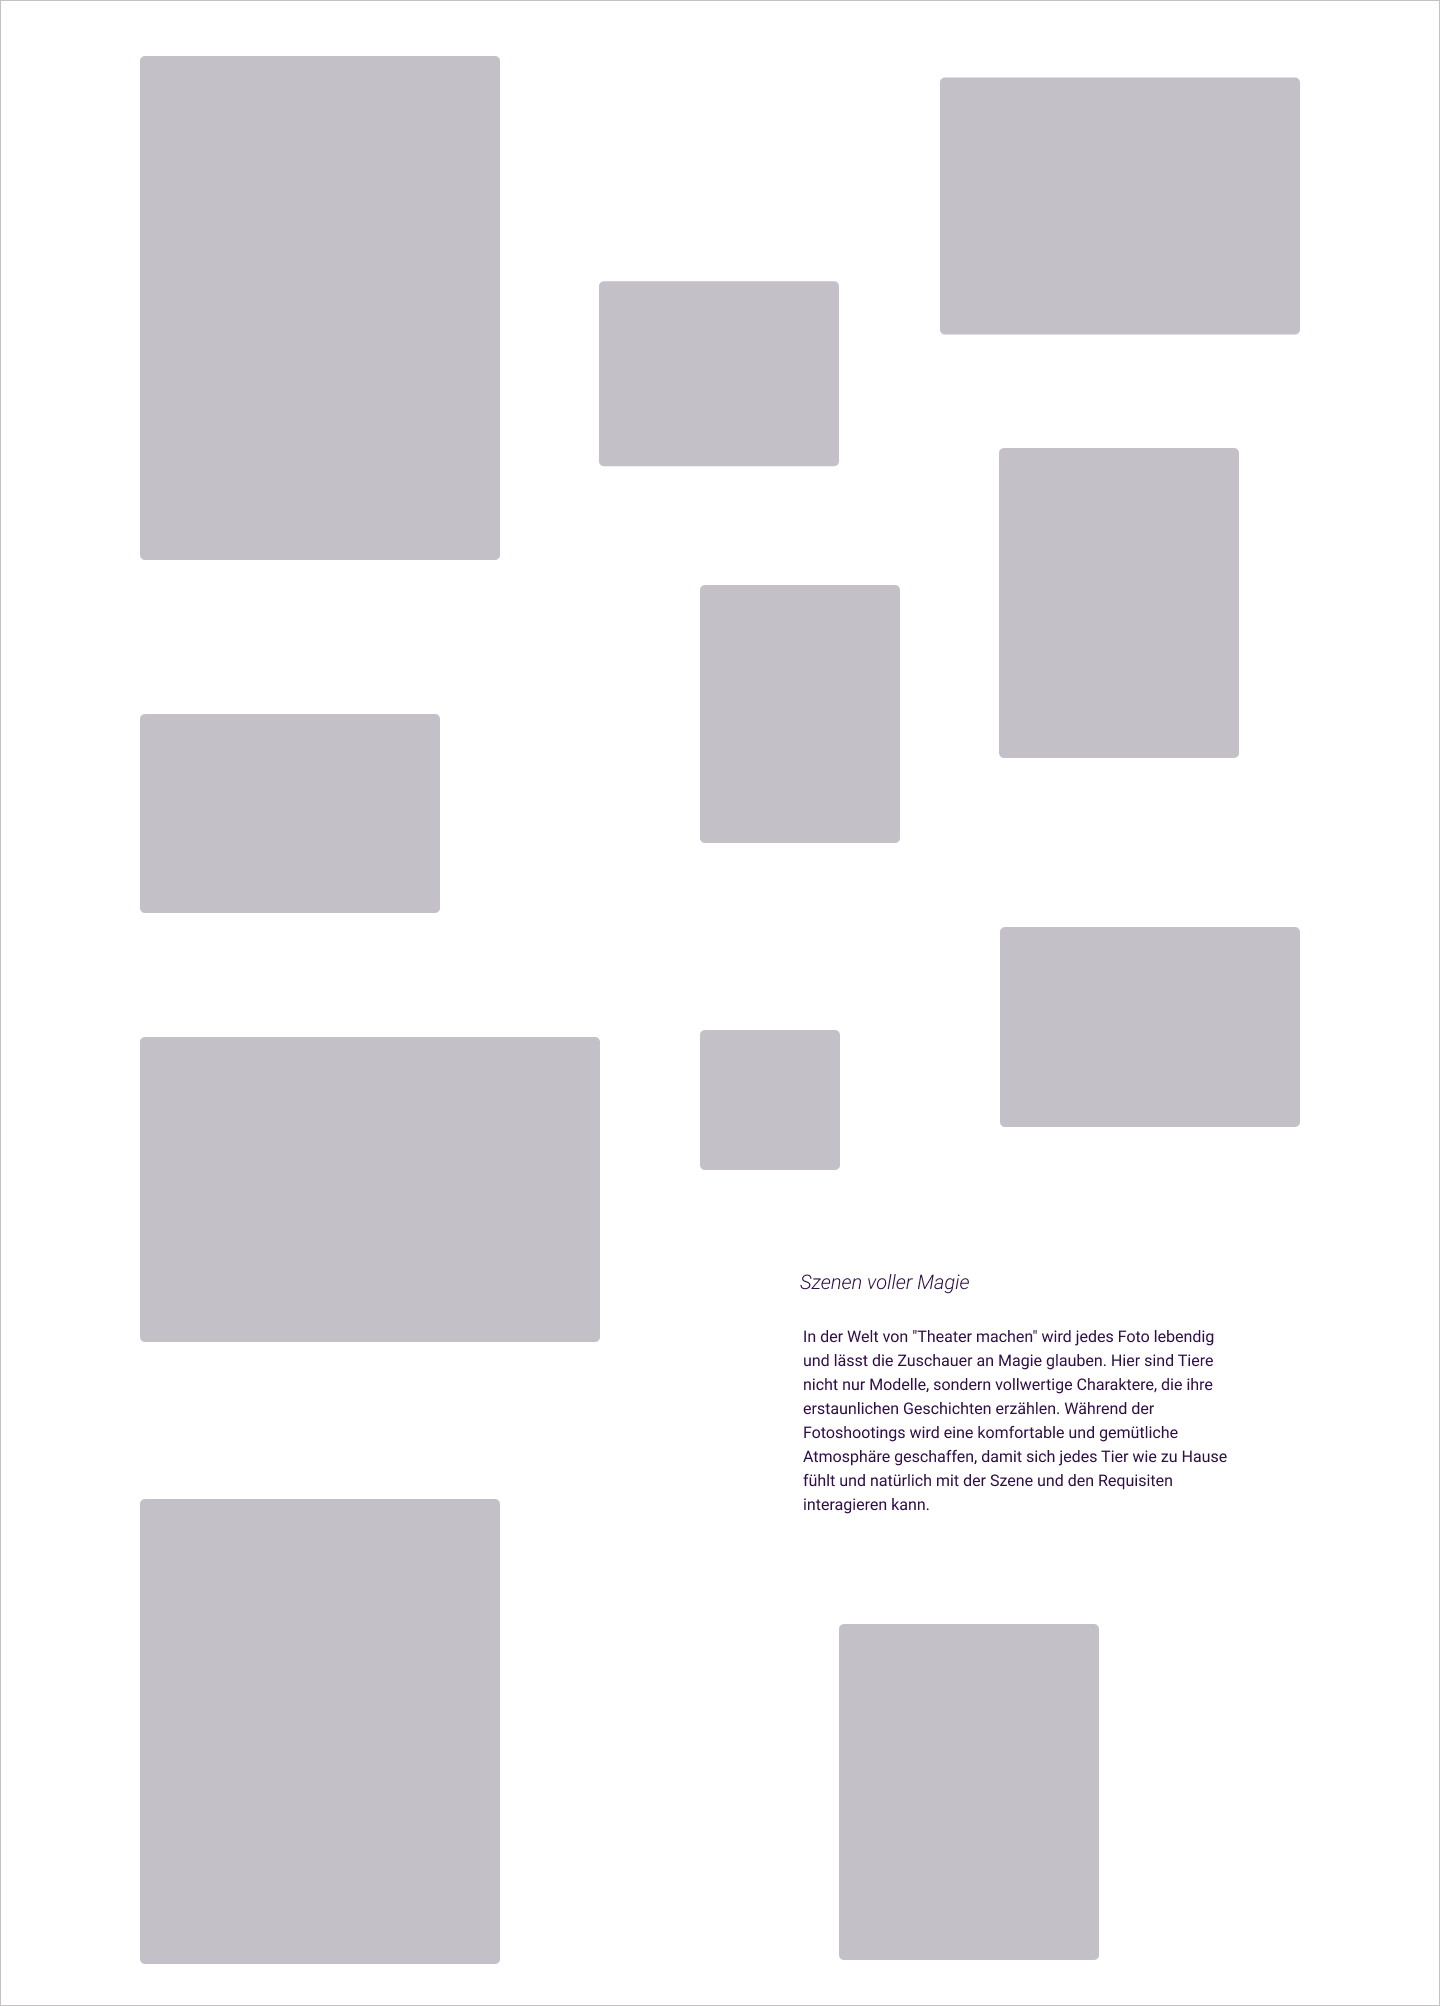 Szenen voller Magie
In der Welt von "Theater machen" wird jedes Foto lebendig
und lässt die Zuschauer an Magie glauben. Hier sind Tiere
nicht nur Modelle, sondern vollwertige Charaktere, die ihre
erstaunlichen Geschichten erzählen. Während der
Fotoshootings wird eine komfortable und gemütliche
Atmosphäre geschaffen, damit sich jedes Tier wie zu Hause
fühlt und natürlich mit der Szene und den Requisiten
interagieren kann.